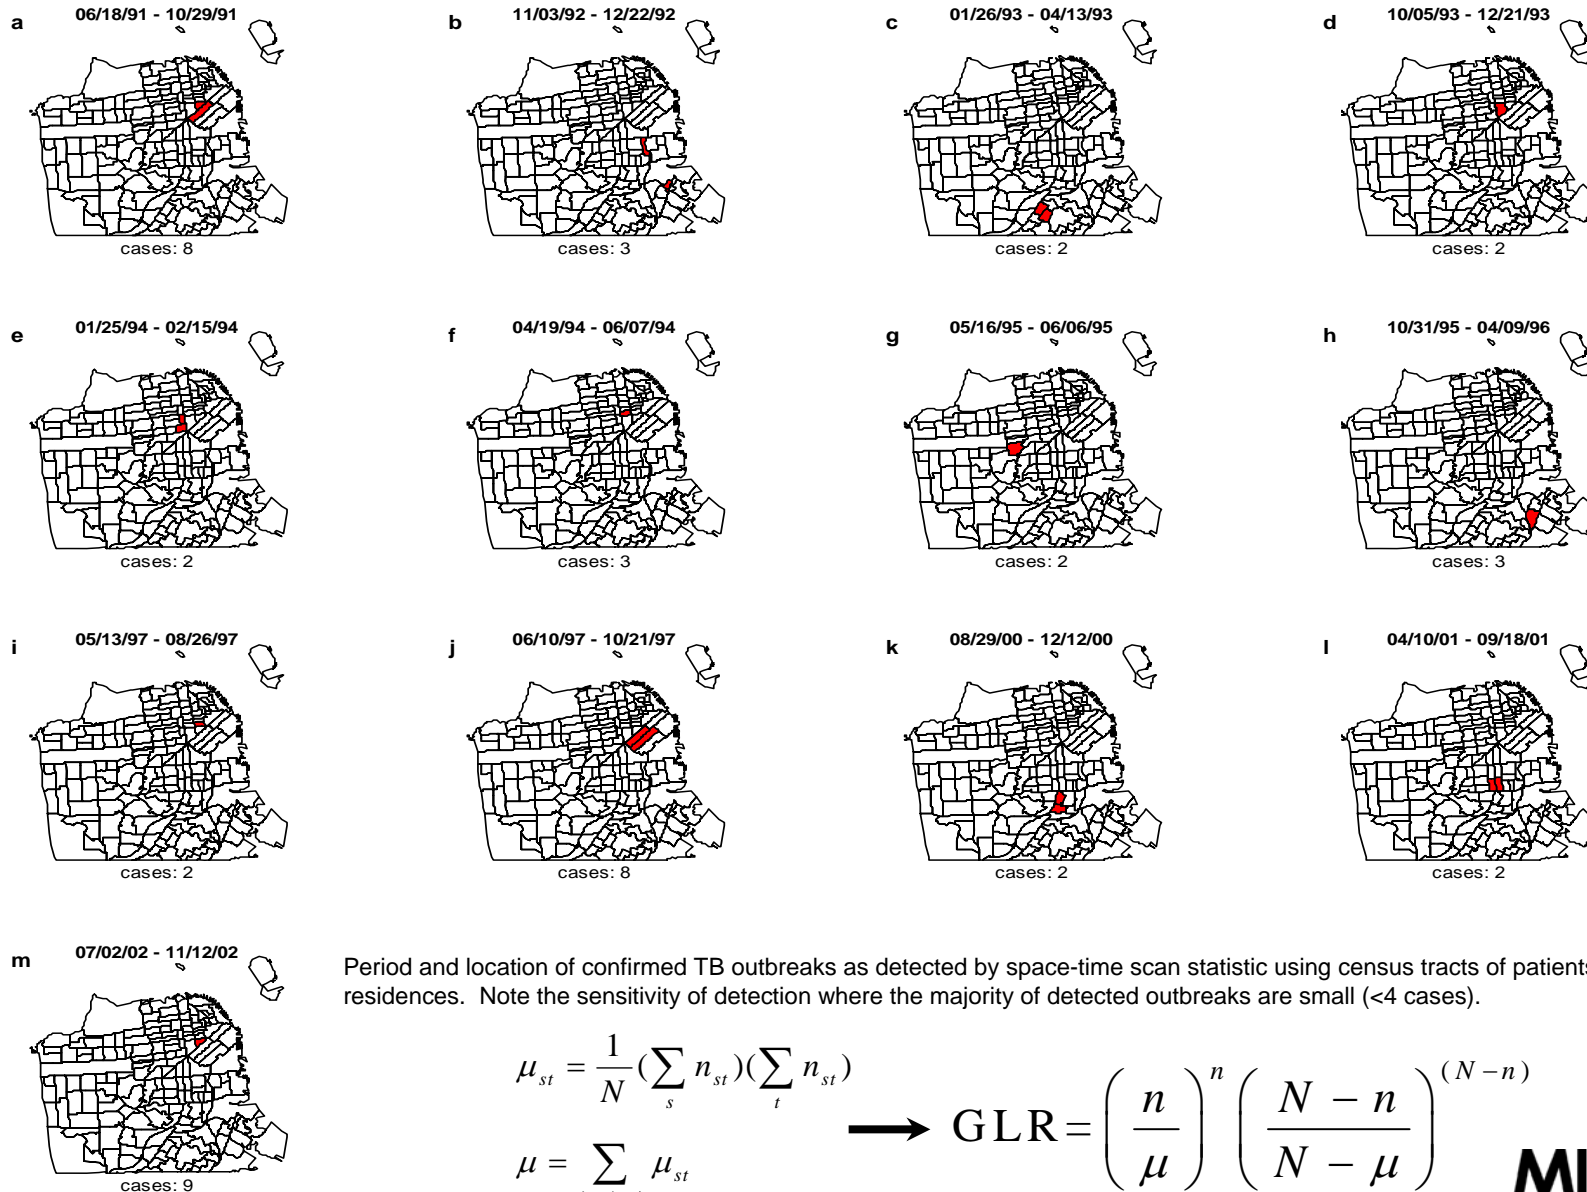 a 06/18/91 - 10/29/91
cases: 8
b 11/03/92 - 12/22/92
cases: 3
c 01/26/93 - 04/13/93
cases: 2
d 10/05/93 - 12/21/93
cases: 2
e 01/25/94 - 02/15/94
cases: 2
f 04/19/94 - 06/07/94
cases: 3
g 05/16/95 - 06/06/95
cases: 2
h 10/31/95 - 04/09/96
cases: 3
i 05/13/97 - 08/26/97
cases: 2
j 06/10/97 - 10/21/97
cases: 8
k 08/29/00 - 12/12/00
cases: 2
l 04/10/01 - 09/18/01
cases: 2
m 07/02/02 - 11/12/02
cases: 9
Period and location of confirmed TB outbreaks as detected by space-time scan statistic using census tracts of patients
residences. Note the sensitivity of detection where the majority of detected outbreaks are small (<4 cases).
μ_st = 1/N (∑_s n_st)(∑_t n_st)
μ = ∑ μ_st
→ GLR = (n/μ)^n ((N − n)/(N − μ))^(N−n)